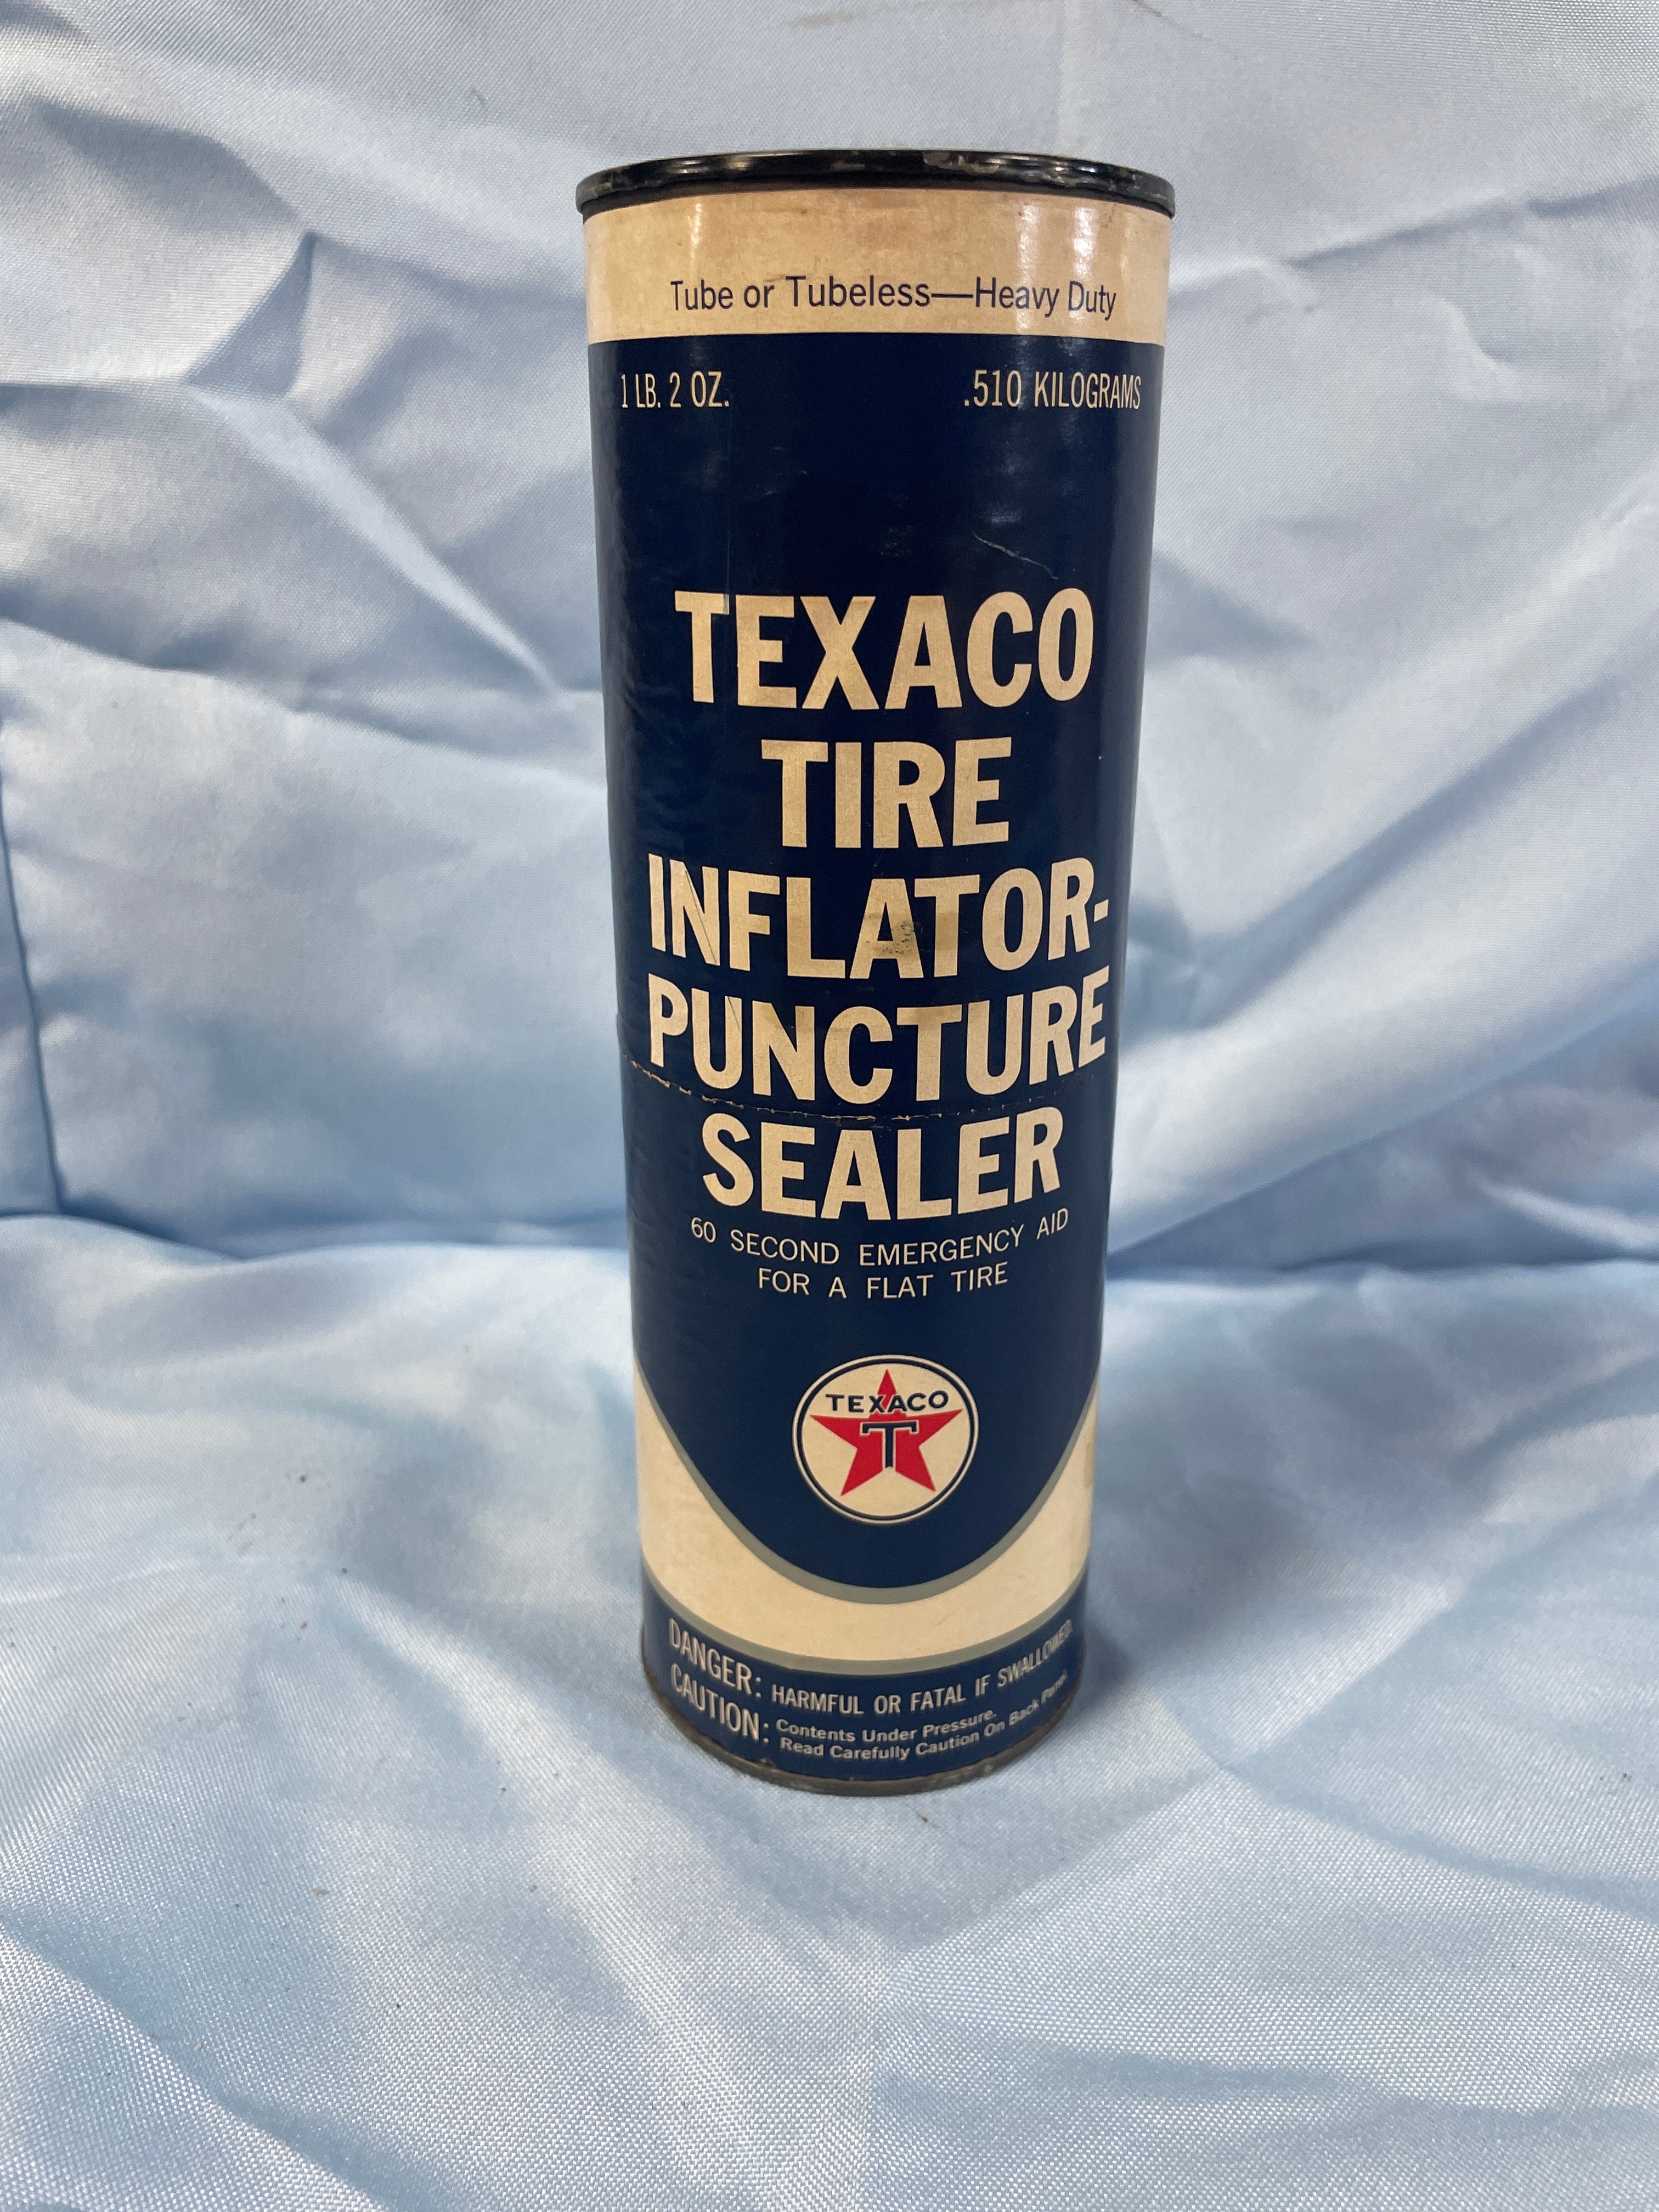 Tube or Tubeless—Heavy Duty
1 LB. 2 OZ. .510 KILOGRAMS
TEXACO
TIRE
INFLATOR-
PUNCTURE
SEALER
60 SECOND EMERGENCY AID
FOR A FLAT TIRE
TEXACO
T
DANGER: HARMFUL OR FATAL IF SWALLOWED.
CAUTION: Contents Under Pressure.
Read Carefully Caution On Back Panel